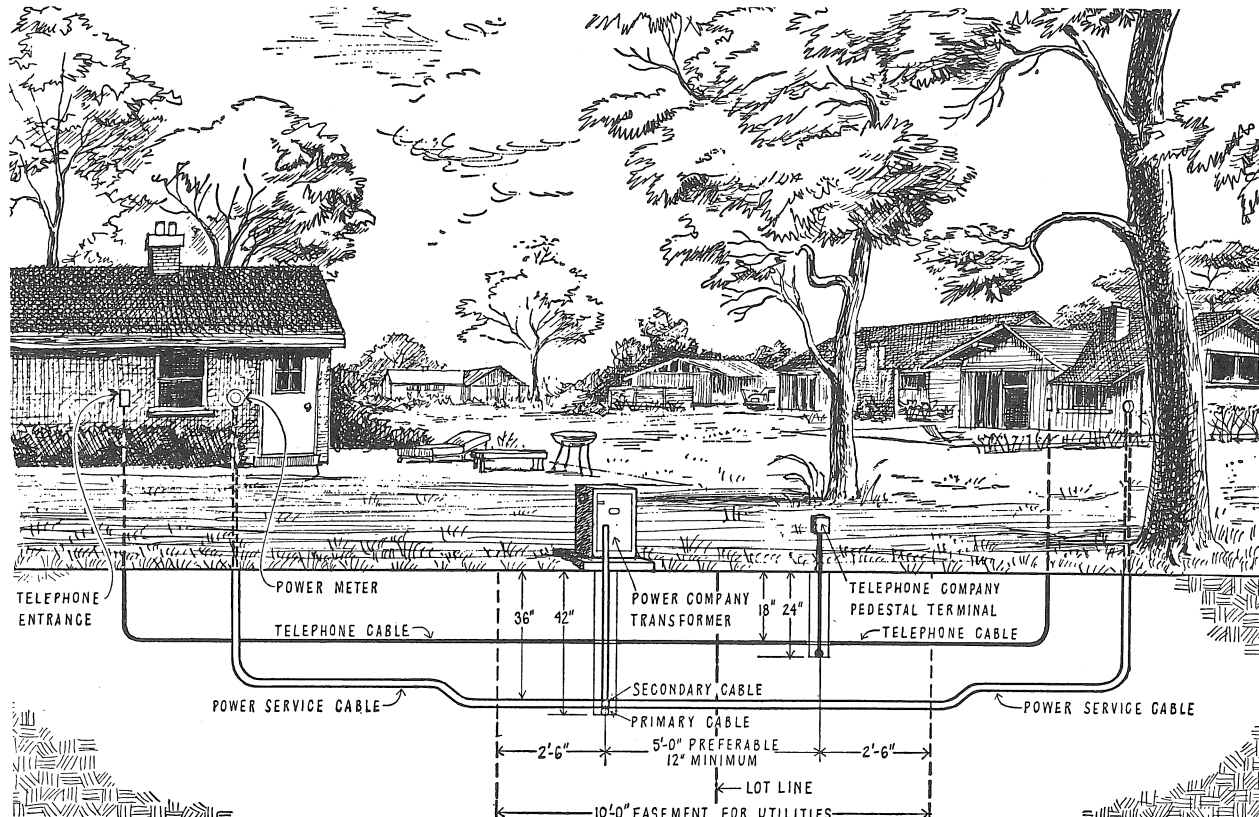 TELEPHONE
ENTRANCE
POWER METER
TELEPHONE CABLE
POWER SERVICE CABLE
36"
42"
POWER COMPANY
TRANSFORMER
18"
24"
TELEPHONE COMPANY
PEDESTAL TERMINAL
TELEPHONE CABLE
SECONDARY CABLE
PRIMARY CABLE
POWER SERVICE CABLE
2'-6"
5'-0" PREFERABLE
12" MINIMUM
2'-6"
LOT LINE
10'-0" EASEMENT FOR UTILITIES